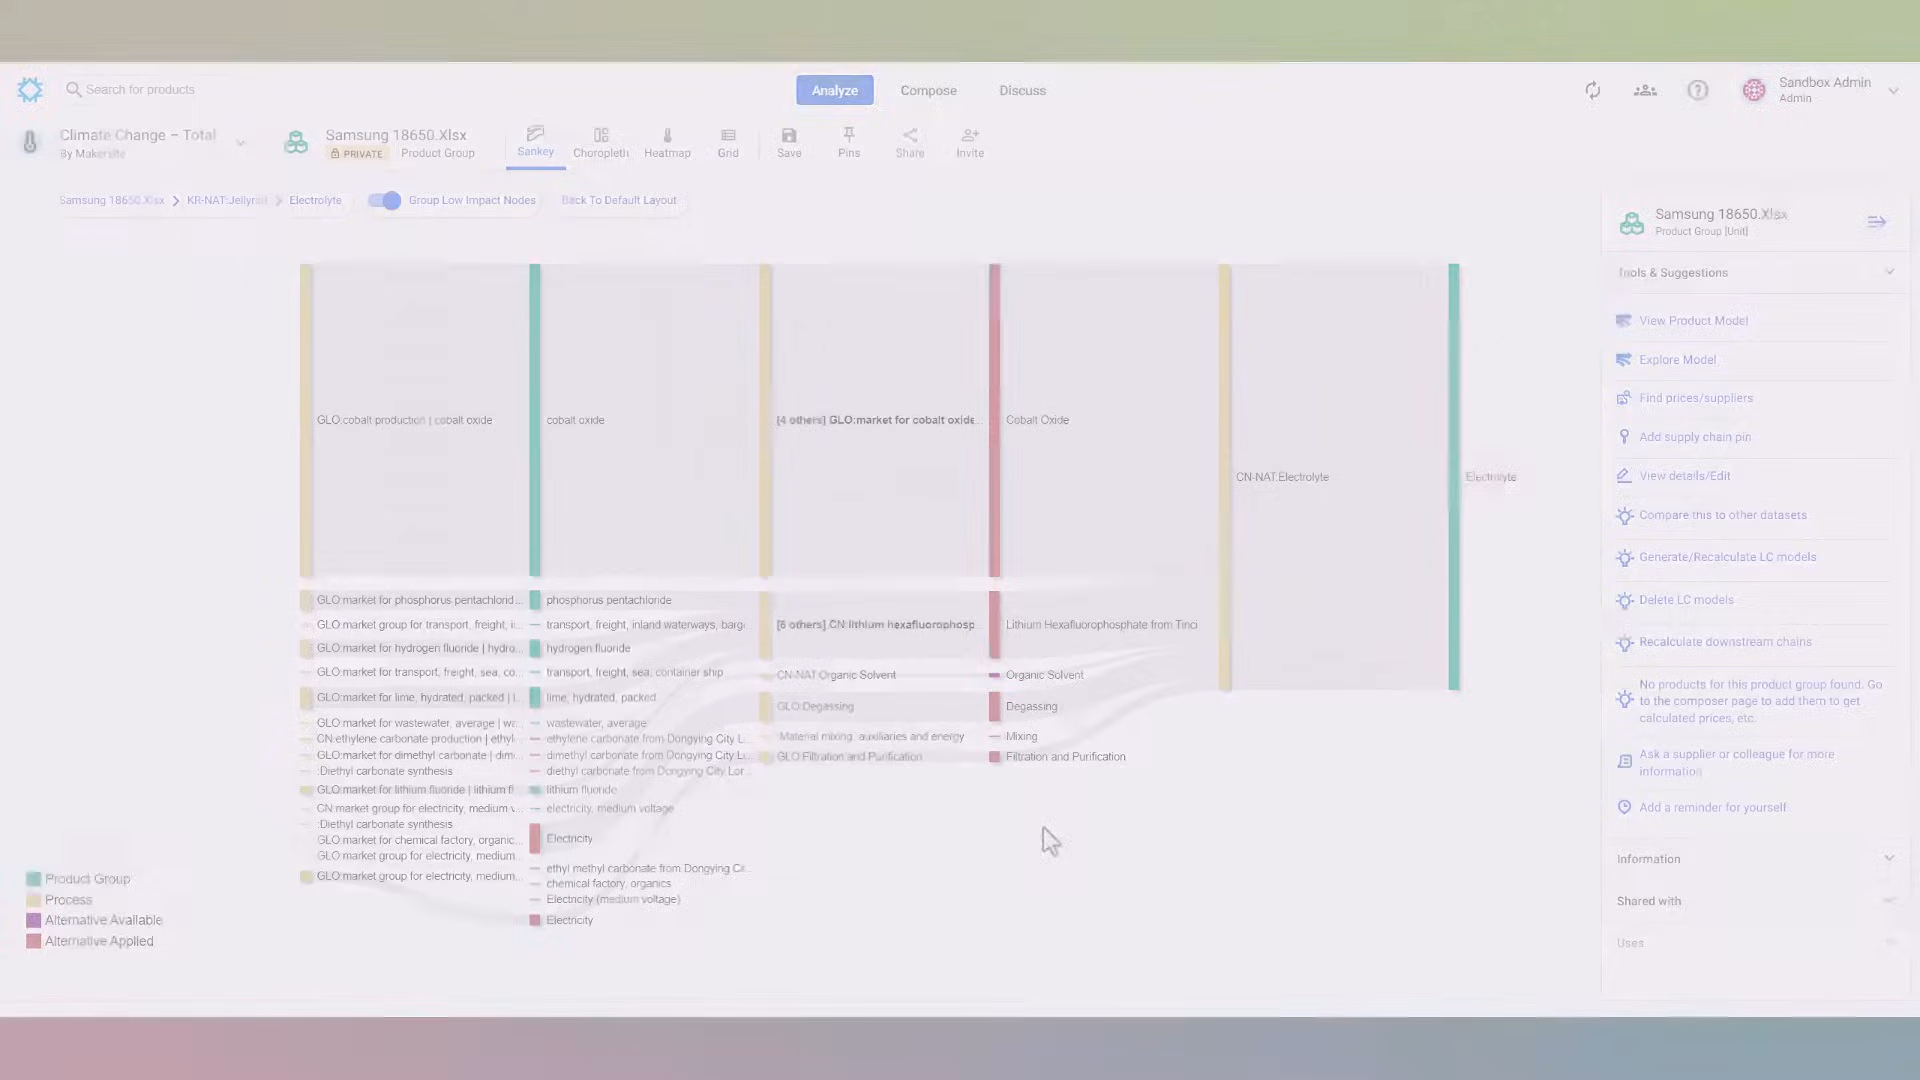 Search for products
Analyze
Compose
Discuss
Sandbox Admin
Admin
Climate Change – Total
By Makersite
Samsung 18650.Xlsx
PRIVATE Product Group
Sankey
Choropleth
Heatmap
Grid
Save
Pins
Share
Invite
Samsung 18650.Xlsx
KR-NAT:Jellyroll
Electrolyte
Group Low Impact Nodes
Back To Default Layout
GLO:cobalt production | cobalt oxide
cobalt oxide
[4 others] GLO:market for cobalt oxide...
Cobalt Oxide
CN-NAT:Electrolyte
Electrolyte
GLO:market for phosphorus pentachlorid...
phosphorus pentachloride
GLO:market group for transport, freight, i...
transport, freight, inland waterways, barg...
[6 others] CN:lithium hexafluorophosp...
Lithium Hexafluorophosphate from Tinci
GLO:market for hydrogen fluoride | hydro...
hydrogen fluoride
GLO:market for transport, freight, sea, co...
transport, freight, sea, container ship
CN-NAT:Organic Solvent
Organic Solvent
GLO:market for lime, hydrated, packed | l...
lime, hydrated, packed
GLO:Degassing
Degassing
GLO:market for wastewater, average | wa...
wastewater, average
CN:ethylene carbonate production | ethyl...
ethylene carbonate from Dongying City L...
:Material mixing, auxiliaries and energy
Mixing
GLO:market for dimethyl carbonate | dim...
dimethyl carbonate from Dongying City L...
GLO:Filtration and Purification
Filtration and Purification
:Diethyl carbonate synthesis
diethyl carbonate from Dongying City Lor...
GLO:market for lithium fluoride | lithium fl
lithium fluoride
CN:market group for electricity, medium v...
electricity, medium voltage
:Diethyl carbonate synthesis
GLO:market for chemical factory, organic...
Electricity
GLO:market group for electricity, medium...
ethyl methyl carbonate from Dongying Ci...
GLO:market group for electricity, medium...
chemical factory, organics
Electricity (medium voltage)
Electricity
Product Group
Process
Alternative Available
Alternative Applied
Samsung 18650.Xlsx
Product Group [Unit]
Tools & Suggestions
View Product Model
Explore Model
Find prices/suppliers
Add supply chain pin
View details/Edit
Compare this to other datasets
Generate/Recalculate LC models
Delete LC models
Recalculate downstream chains
No products for this product group found. Go
to the composer page to add them to get
calculated prices, etc.
Ask a supplier or colleague for more
information
Add a reminder for yourself
Information
Shared with
Uses